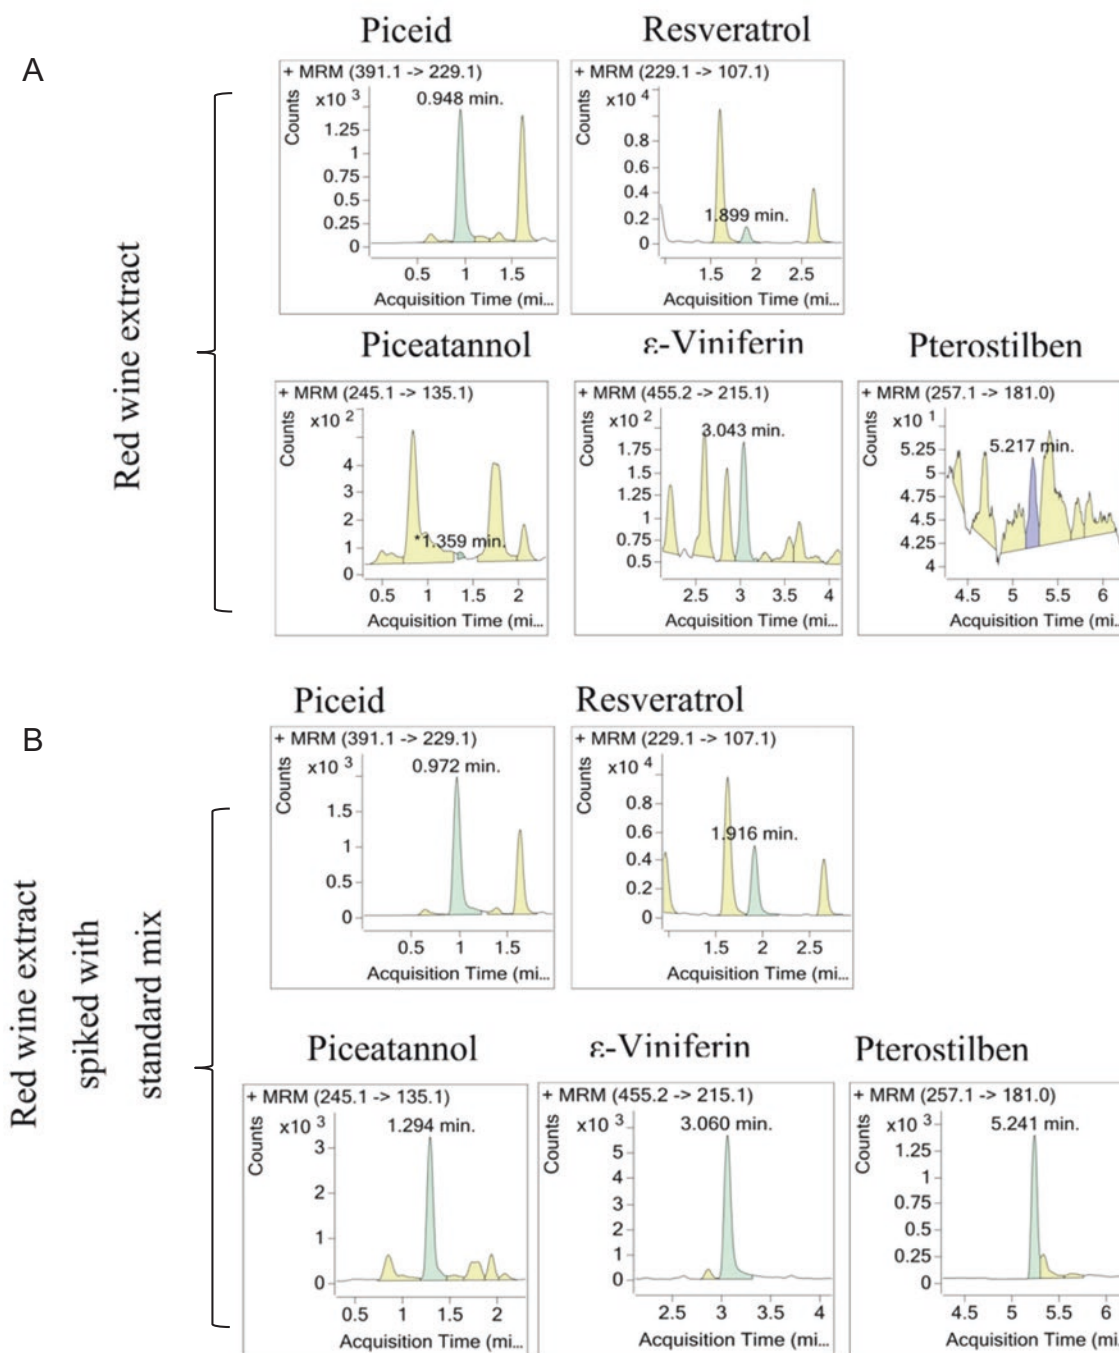 A
Red wine extract
Piceid
+ MRM (391.1 -> 229.1)
Counts
x10 3
0.948 min.
1.25
1
0.75
0.5
0.25
0
0.5 1 1.5
Acquisition Time (mi...
Resveratrol
+ MRM (229.1 -> 107.1)
Counts
x10 4
1.899 min.
0.8
0.6
0.4
0.2
0
1.5 2 2.5
Acquisition Time (mi...
Piceatannol
+ MRM (245.1 -> 135.1)
Counts
x10 2
*1.359 min.
4
3
2
1
0
0.5 1 1.5 2
Acquisition Time (mi...
ε-Viniferin
+ MRM (455.2 -> 215.1)
Counts
x10 2
3.043 min.
1.75
1.5
1.25
1
0.75
0.5
2.5 3 3.5 4
Acquisition Time (mi...
Pterostilben
+ MRM (257.1 -> 181.0)
Counts
x10 1
5.217 min.
5.25
5
4.75
4.5
4.25
4
4.5 5 5.5 6
Acquisition Time (mi...
B
Red wine extract
spiked with
standard mix
Piceid
+ MRM (391.1 -> 229.1)
Counts
x10 3
0.972 min.
1.5
1
0.5
0
0.5 1 1.5
Acquisition Time (mi...
Resveratrol
+ MRM (229.1 -> 107.1)
Counts
x10 4
1.916 min.
0.8
0.6
0.4
0.2
0
1.5 2 2.5
Acquisition Time (mi...
Piceatannol
+ MRM (245.1 -> 135.1)
Counts
x10 3
1.294 min.
3
2
1
0
0.5 1 1.5 2
Acquisition Time (mi...
ε-Viniferin
+ MRM (455.2 -> 215.1)
Counts
x10 3
3.060 min.
5
4
3
2
1
0
2.5 3 3.5 4
Acquisition Time (mi...
Pterostilben
+ MRM (257.1 -> 181.0)
Counts
x10 3
5.241 min.
1.25
1
0.75
0.5
0.25
0
4.5 5 5.5 6
Acquisition Time (mi...